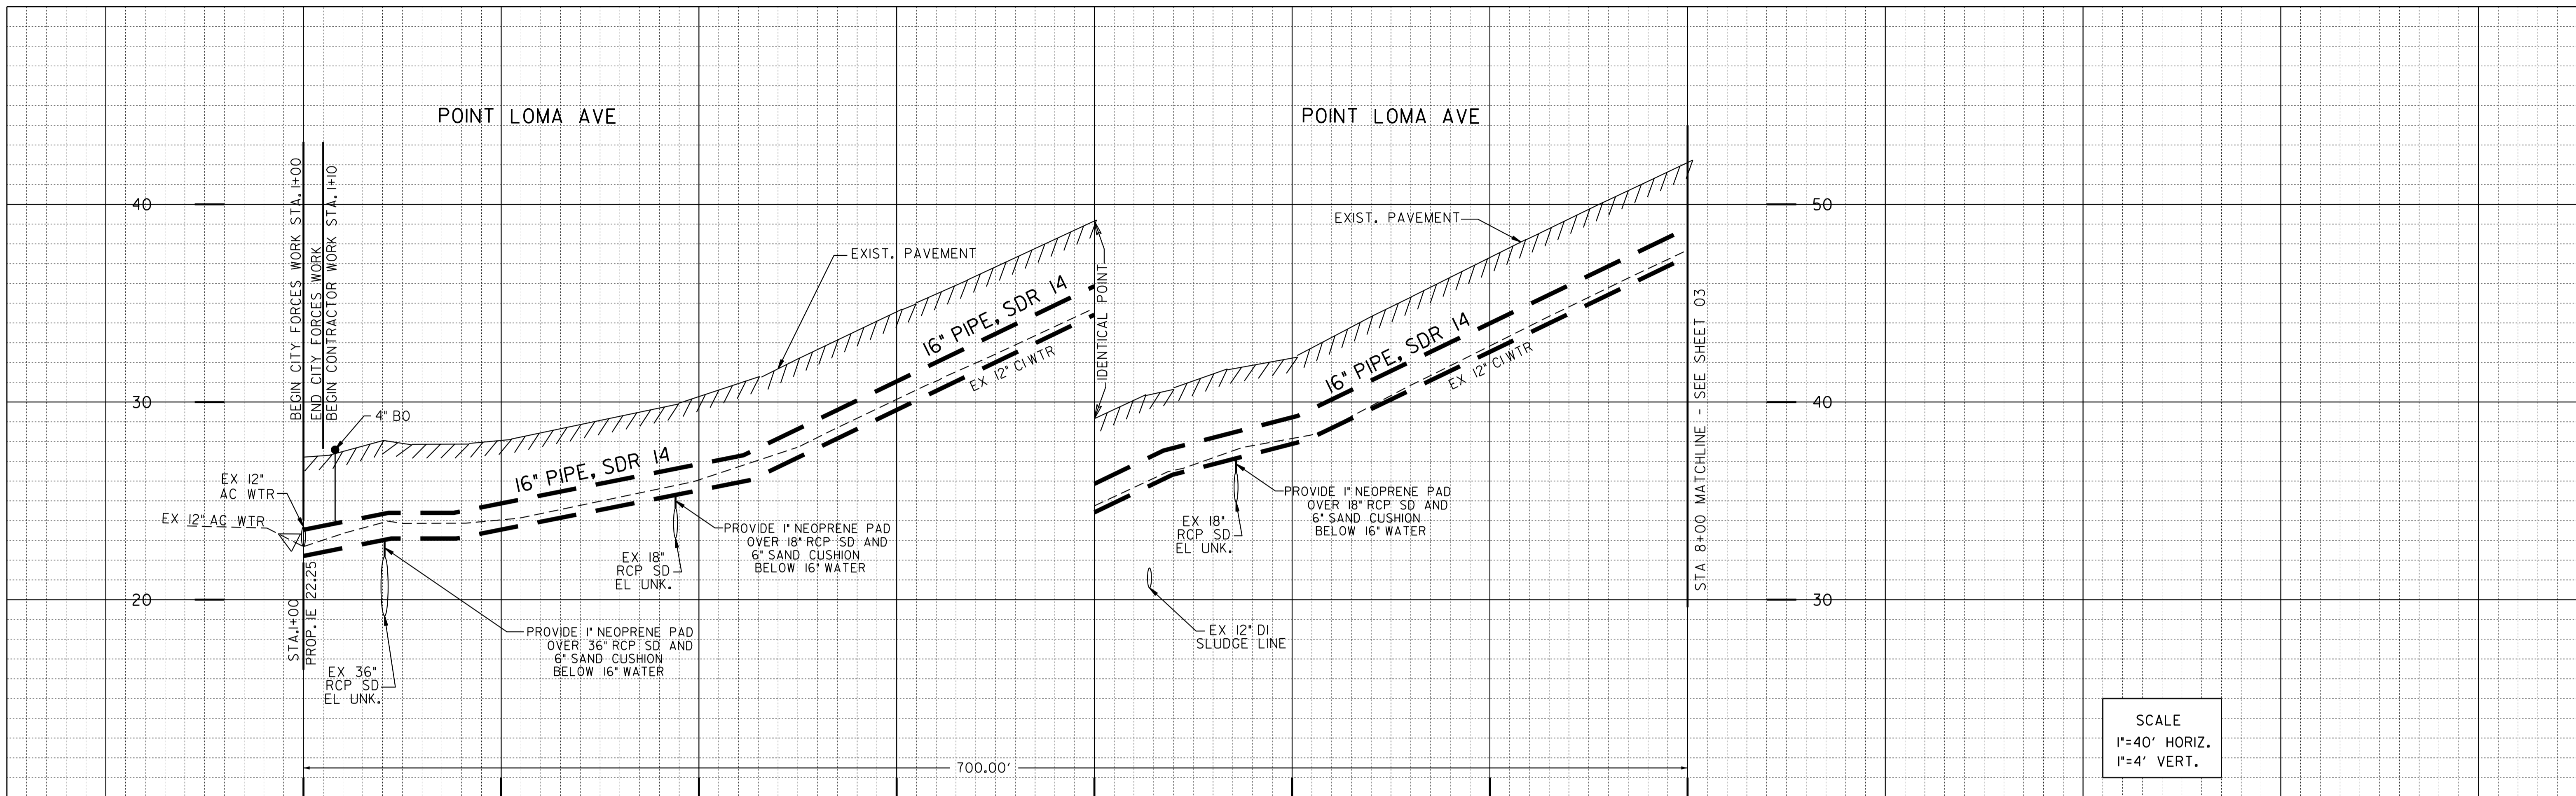 POINT LOMA AVE
POINT LOMA AVE
40
30
20
50
40
30
BEGIN CITY FORCES WORK STA.1+00
END CITY FORCES WORK
BEGIN CONTRACTOR WORK STA.1+10
4" BO
EX 12"
AC WTR
EX 12" AC WTR
STA.1+00
PROP. IE 22.25
EX 36"
RCP SD
EL UNK.
PROVIDE 1" NEOPRENE PAD
OVER 36" RCP SD AND
6" SAND CUSHION
BELOW 16" WATER
16" PIPE, SDR 14
EX 18"
RCP SD
EL UNK.
PROVIDE 1" NEOPRENE PAD
OVER 18" RCP SD AND
6" SAND CUSHION
BELOW 16" WATER
EXIST. PAVEMENT
16" PIPE, SDR 14
EX 12" CI WTR
IDENTICAL POINT
EX 18"
RCP SD
EL UNK.
PROVIDE 1" NEOPRENE PAD
OVER 18" RCP SD AND
6" SAND CUSHION
BELOW 16" WATER
EX 12" DI
SLUDGE LINE
EXIST. PAVEMENT
16" PIPE, SDR 14
EX 12" CI WTR
STA 8+00 MATCHLINE - SEE SHEET 03
700.00'
SCALE
1"=40' HORIZ.
1"=4' VERT.